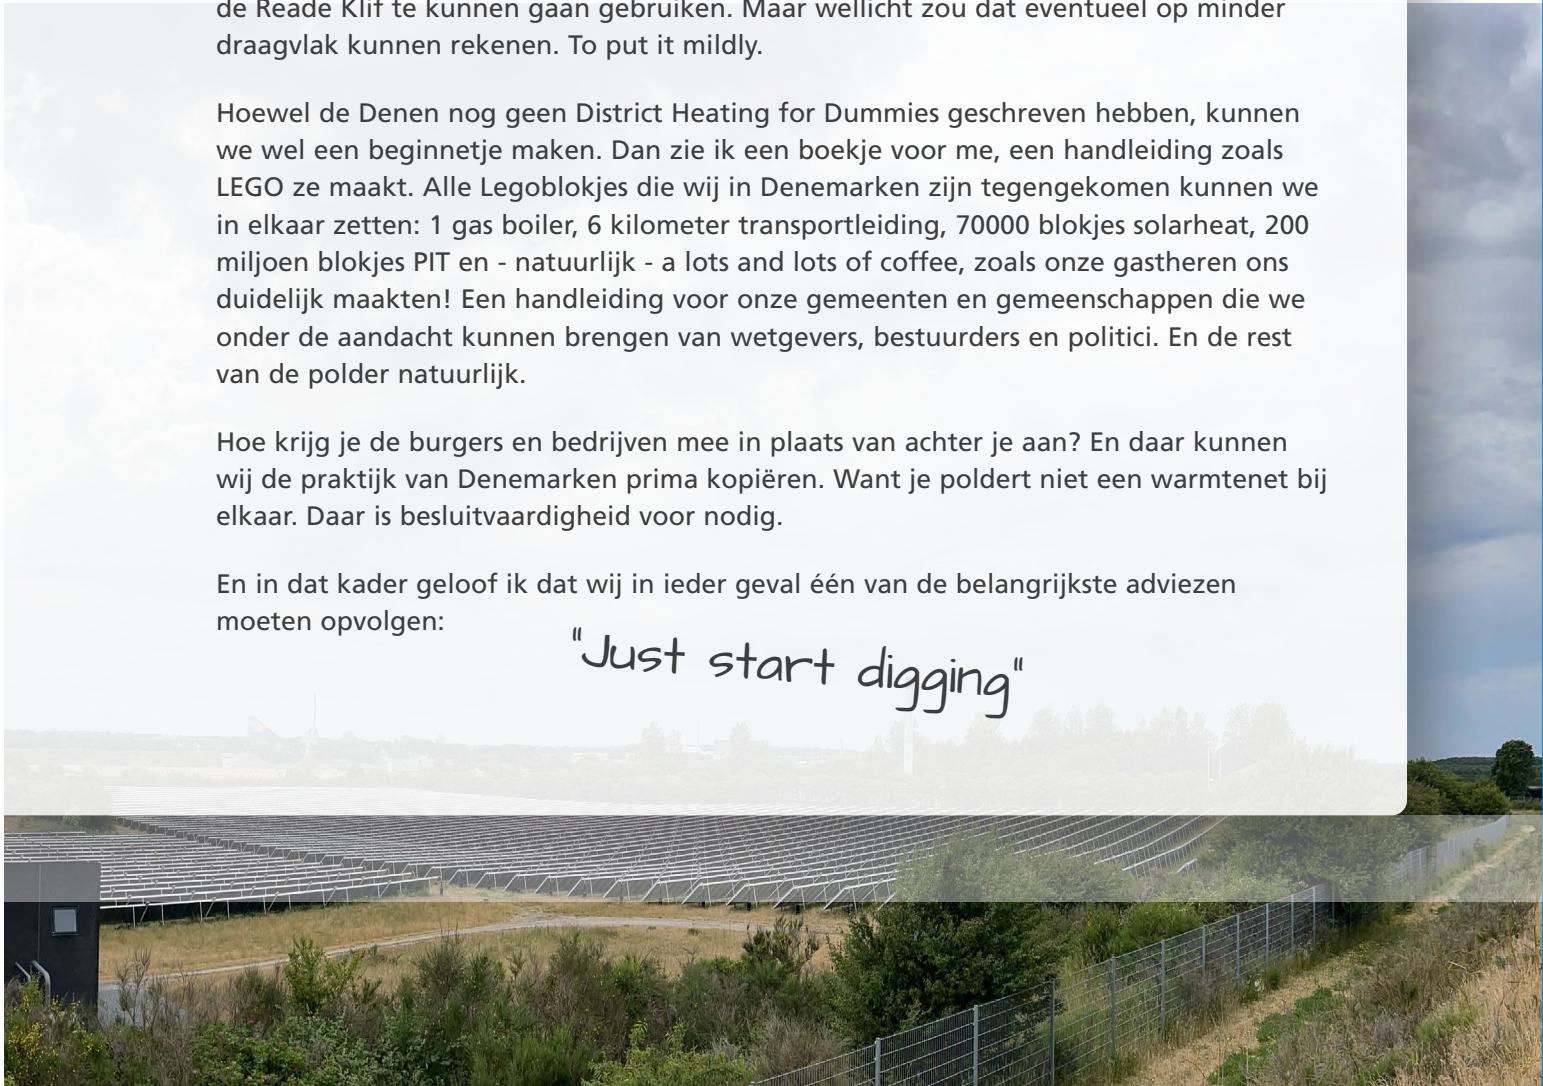 de Reade Klif te kunnen gaan gebruiken. Maar wellicht zou dat eventueel op minder
draagvlak kunnen rekenen. To put it mildly.
Hoewel de Denen nog geen District Heating for Dummies geschreven hebben, kunnen
we wel een beginnetje maken. Dan zie ik een boekje voor me, een handleiding zoals
LEGO ze maakt. Alle Legoblokjes die wij in Denemarken zijn tegengekomen kunnen we
in elkaar zetten: 1 gas boiler, 6 kilometer transportleiding, 70000 blokjes solarheat, 200
miljoen blokjes PIT en - natuurlijk - a lots and lots of coffee, zoals onze gastheren ons
duidelijk maakten! Een handleiding voor onze gemeenten en gemeenschappen die we
onder de aandacht kunnen brengen van wetgevers, bestuurders en politici. En de rest
van de polder natuurlijk.
Hoe krijg je de burgers en bedrijven mee in plaats van achter je aan? En daar kunnen
wij de praktijk van Denemarken prima kopiëren. Want je poldert niet een warmtenet bij
elkaar. Daar is besluitvaardigheid voor nodig.
En in dat kader geloof ik dat wij in ieder geval één van de belangrijkste adviezen
moeten opvolgen:
"Just start digging"